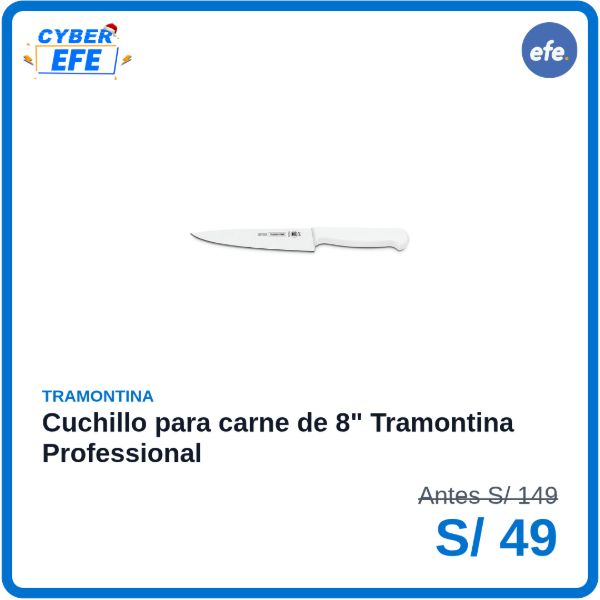 CYBER
EFE
efe.
TRAMONTINA
Cuchillo para carne de 8" Tramontina
Professional
Antes S/ 149
S/ 49